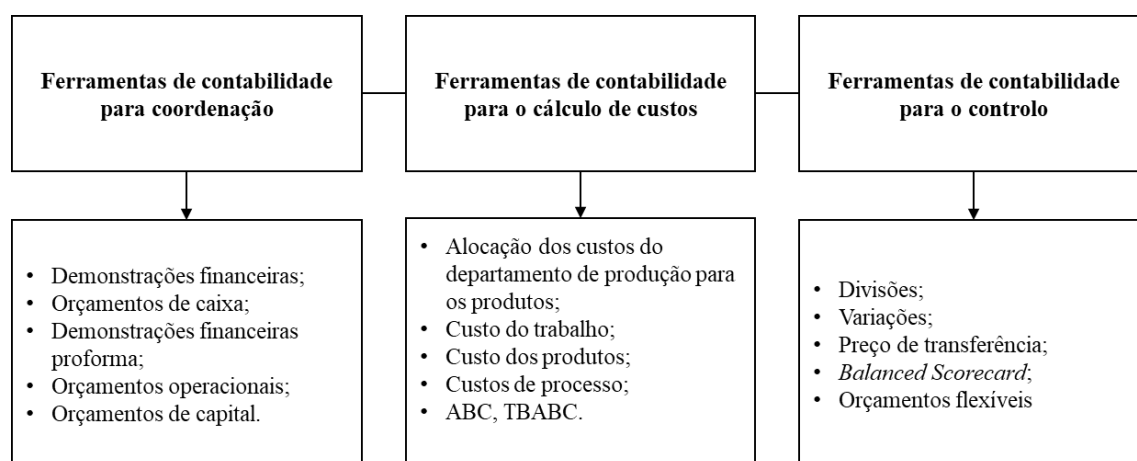 Ferramentas de contabilidade
para coordenação
Ferramentas de contabilidade
para o cálculo de custos
Ferramentas de contabilidade
para o controlo
• Demonstrações financeiras;
• Orçamentos de caixa;
• Demonstrações financeiras
proforma;
• Orçamentos operacionais;
• Orçamentos de capital.
• Alocação dos custos do
departamento de produção para
os produtos;
• Custo do trabalho;
• Custo dos produtos;
• Custos de processo;
• ABC, TBABC.
• Divisões;
• Variações;
• Preço de transferência;
• Balanced Scorecard;
• Orçamentos flexíveis